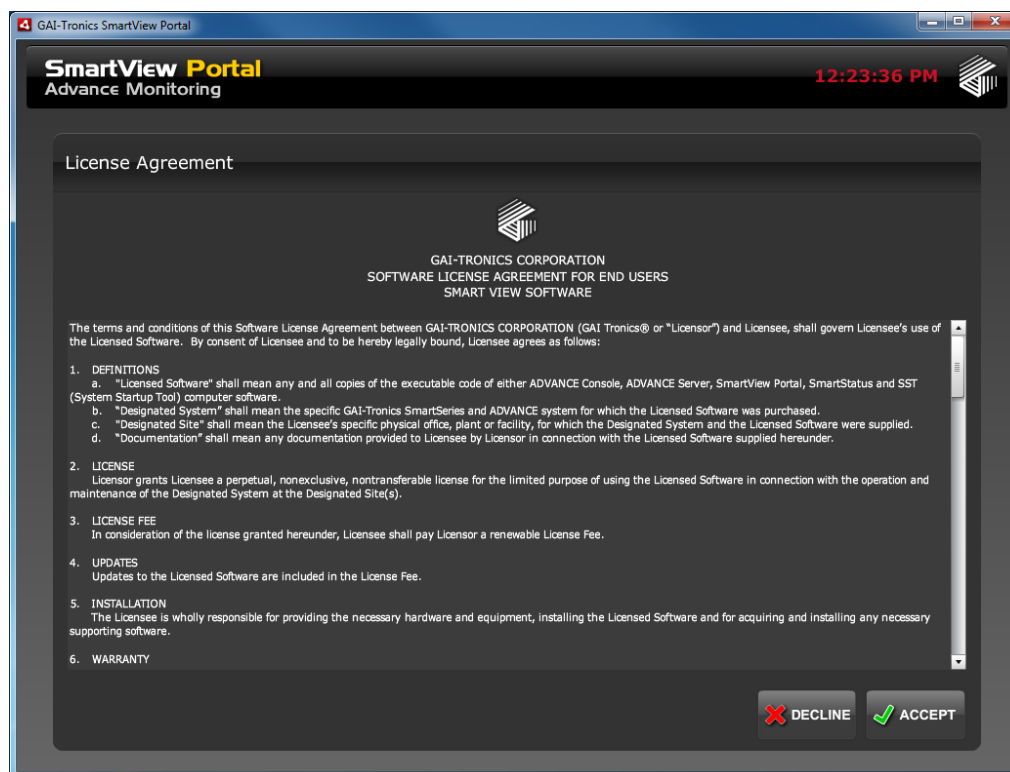 GAI-Tronics SmartView Portal
SmartView Portal
Advance Monitoring
12:23:36 PM
License Agreement
GAI-TRONICS CORPORATION
SOFTWARE LICENSE AGREEMENT FOR END USERS
SMART VIEW SOFTWARE
The terms and conditions of this Software License Agreement between GAI-TRONICS CORPORATION (GAI Tronics® or "Licensor") and Licensee, shall govern Licensee's use of
the Licensed Software. By consent of Licensee and to be hereby legally bound, Licensee agrees as follows:
1. DEFINITIONS
a. "Licensed Software" shall mean any and all copies of the executable code of either ADVANCE Console, ADVANCE Server, SmartView Portal, SmartStatus and SST
(System Startup Tool) computer software.
b. "Designated System" shall mean the specific GAI-Tronics SmartSeries and ADVANCE system for which the Licensed Software was purchased.
c. "Designated Site" shall mean the Licensee's specific physical office, plant or facility, for which the Designated System and the Licensed Software were supplied.
d. "Documentation" shall mean any documentation provided to Licensee by Licensor in connection with the Licensed Software supplied hereunder.
2. LICENSE
Licensor grants Licensee a perpetual, nonexclusive, nontransferable license for the limited purpose of using the Licensed Software in connection with the operation and
maintenance of the Designated System at the Designated Site(s).
3. LICENSE FEE
In consideration of the license granted hereunder, Licensee shall pay Licensor a renewable License Fee.
4. UPDATES
Updates to the Licensed Software are included in the License Fee.
5. INSTALLATION
The Licensee is wholly responsible for providing the necessary hardware and equipment, installing the Licensed Software and for acquiring and installing any necessary
supporting software.
6. WARRANTY
DECLINE
ACCEPT